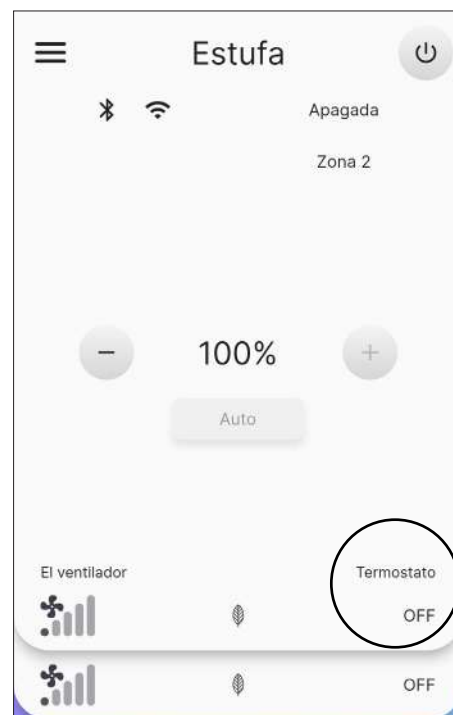 Estufa
Apagada
Zona 2
100%
Auto
El ventilador
Termostato
OFF
OFF